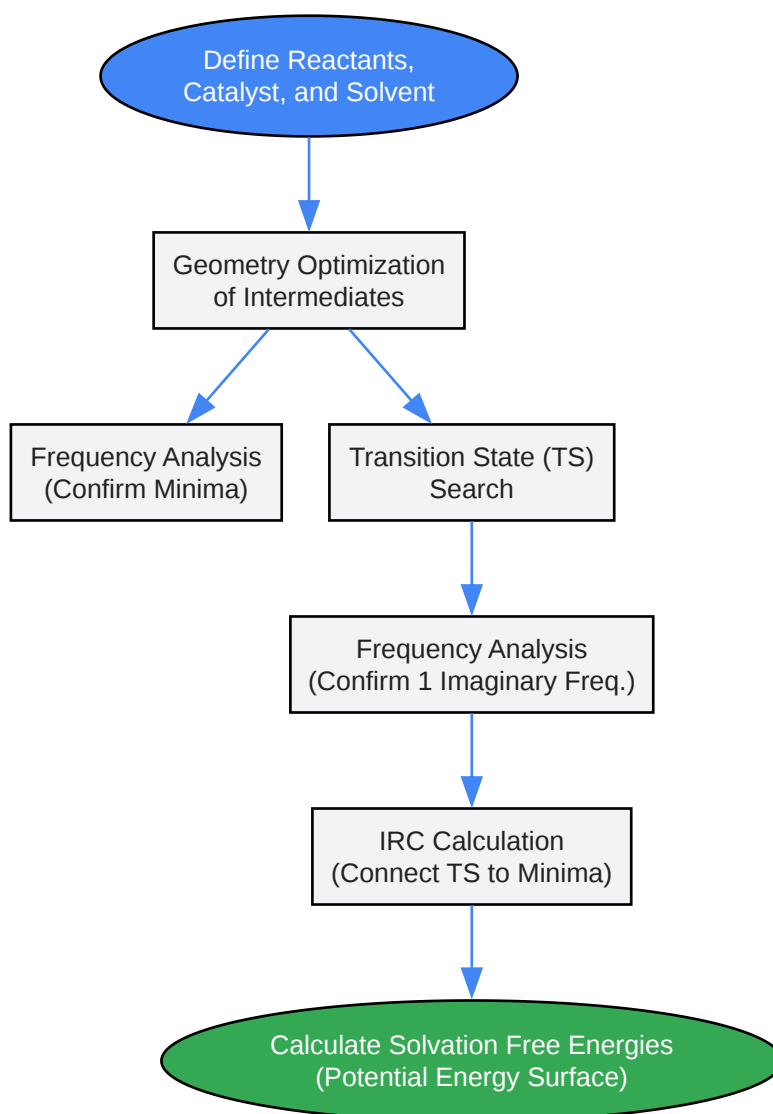 Define Reactants,
Catalyst, and Solvent
Geometry Optimization
of Intermediates
Frequency Analysis
(Confirm Minima)
Transition State (TS)
Search
Frequency Analysis
(Confirm 1 Imaginary Freq.)
IRC Calculation
(Connect TS to Minima)
Calculate Solvation Free Energies
(Potential Energy Surface)